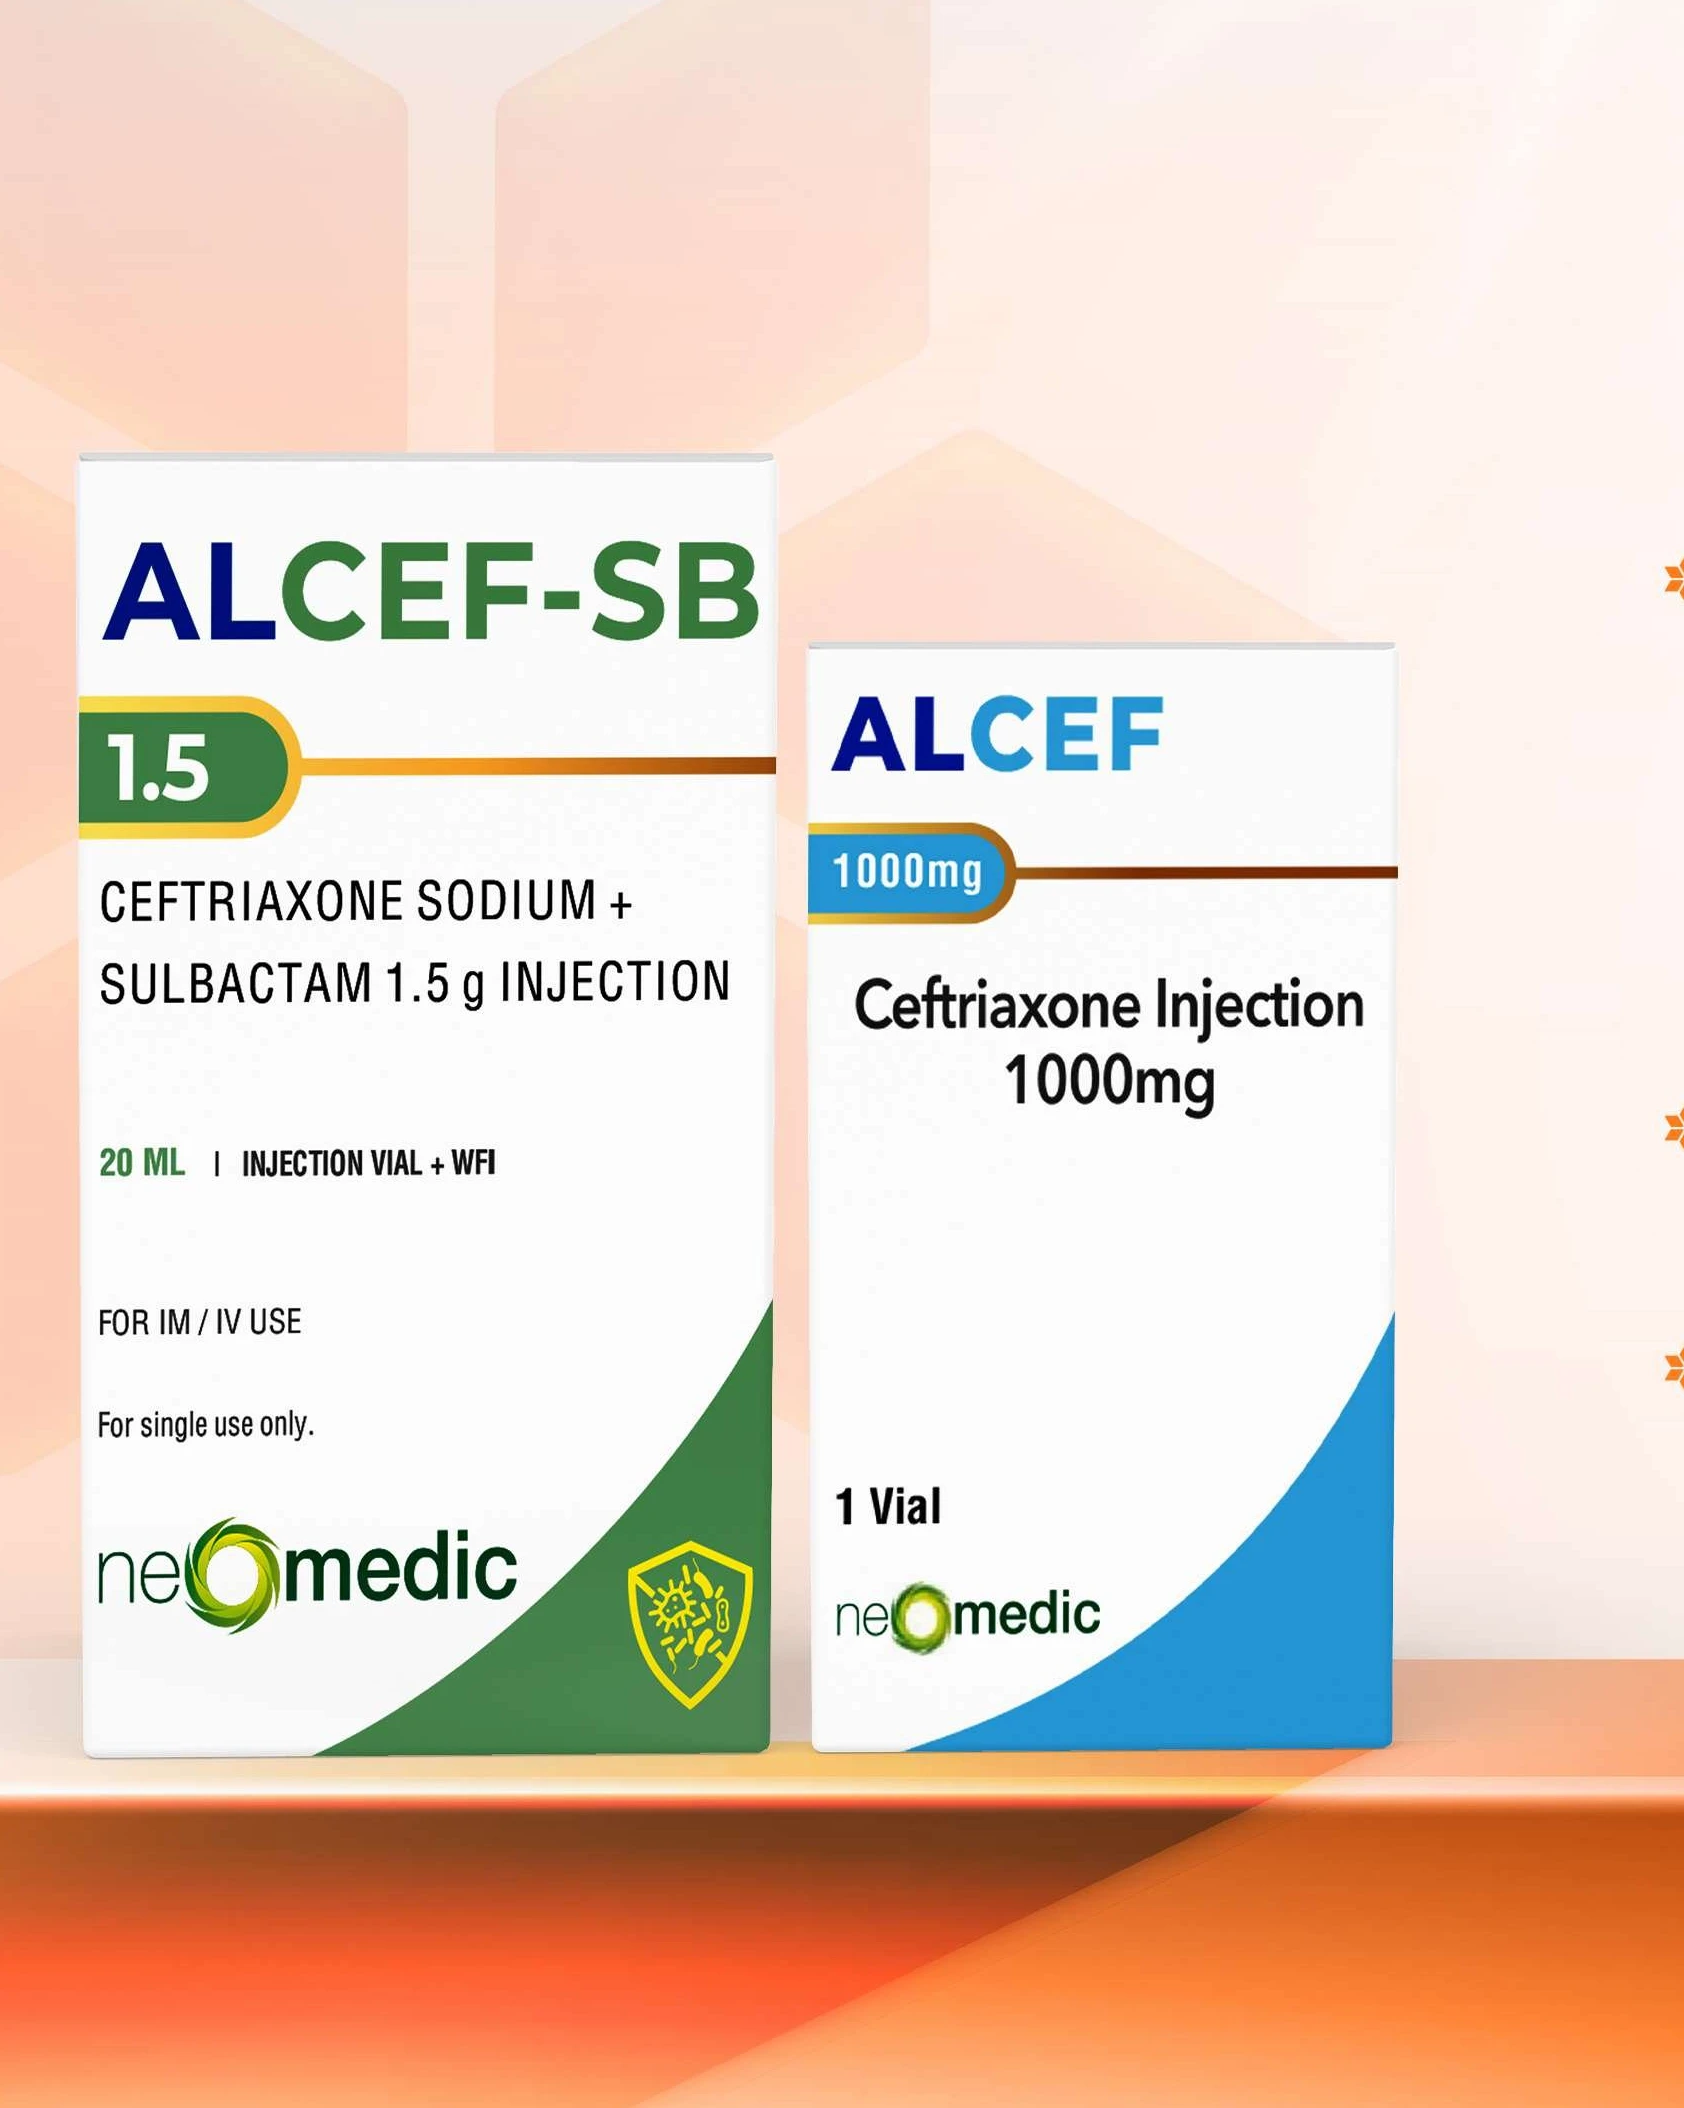 ALCEF-SB
1.5
CEFTRIAXONE SODIUM +
SULBACTAM 1.5 g INJECTION
20 ML | INJECTION VIAL + WFI
FOR IM / IV USE
For single use only.
neomedic
ALCEF
1000mg
Ceftriaxone Injection
1000mg
1 Vial
neomedic